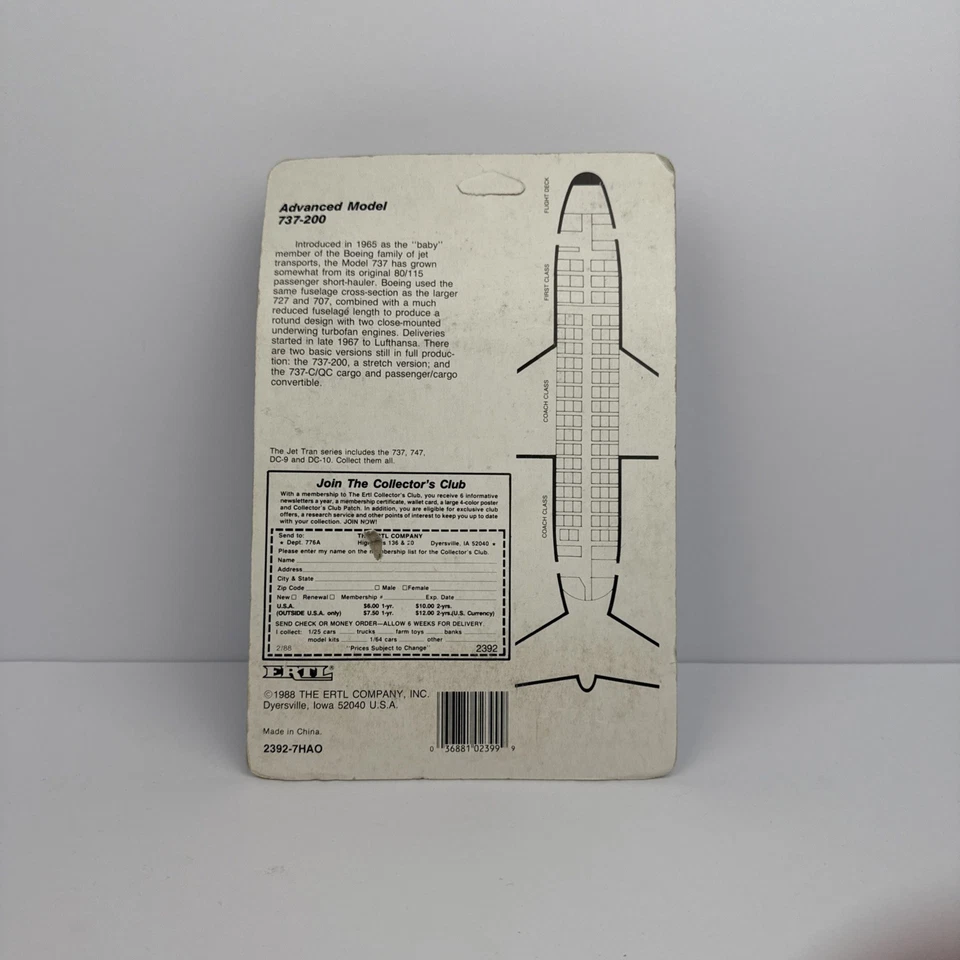 Advanced Model
737-200
Introduced in 1965 as the "baby"
member of the Boeing family of jet
transports, the Model 737 has grown
somewhat from its original 80/115
passenger short-hauler. Boeing used the
same fuselage cross-section as the larger
727 and 707, combined with a much
reduced fuselage length to produce a
rotund design with two close-mounted
underwing turbofan engines. Deliveries
started in late 1967 to Lufthansa. There
are two basic versions still in full produc-
tion: the 737-200, a stretch version; and
the 737-C/QC cargo and passenger/cargo
convertible.
The Jet Tran series includes the 737, 747,
DC-9 and DC-10. Collect them all.
Join The Collector's Club
With a membership to The Ertl Collector's Club, you receive 6 informative
newsletters a year, a membership certificate, wallet card, a large 4-color poster
and Collector's Club Patch. In addition, you are eligible for exclusive club
offers, a research service and other points of interest to keep you up to date
with your collection. JOIN NOW!
Send to: ERTL COMPANY
★ Dept. 776A 136 & 20 Dyersville, IA 52040 ★
Please enter my name on the list for the Collector's Club.
Name
Address
City & State
Zip Code □ Male □ Female
New □ Renewal □ Membership # Exp. Date
U.S.A. $6.00 1-yr. $10.00 2-yrs.
(OUTSIDE U.S.A. only) $7.50 1-yr. $12.00 2-yrs.(U.S. Currency)
SEND CHECK OR MONEY ORDER—ALLOW 6 WEEKS FOR DELIVERY.
I collect: 1/25 cars trucks farm toys banks
model kits 1/64 cars other
2/88 "Prices Subject to Change" 2392
ERTL
©1988 THE ERTL COMPANY, INC.
Dyersville, Iowa 52040 U.S.A.
Made in China.
2392-7HAO
0 36881 02399 9
FLIGHT DECK
FIRST CLASS
COACH CLASS
COACH CLASS